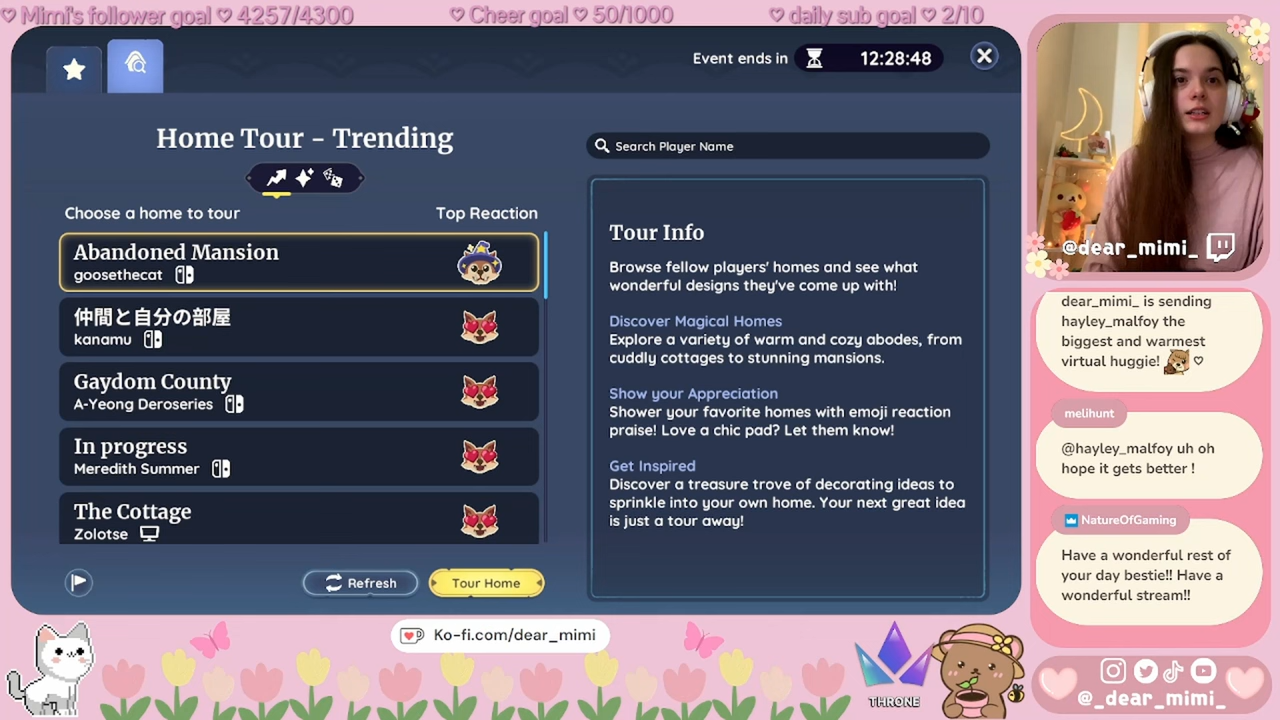 ♡ Mimi's follower goal ♡ 4257/4300
♡ Cheer goal ♡ 50/1000
♡ daily sub goal ♡ 2/10
Event ends in 12:28:48
Home Tour - Trending
Choose a home to tour
Top Reaction
Abandoned Mansion
goosethecat
仲間と自分の部屋
kanamu
Gaydom County
A-Yeong Deroseries
In progress
Meredith Summer
The Cottage
Zolotse
Refresh
Tour Home
Search Player Name
Tour Info
Browse fellow players' homes and see what
wonderful designs they've come up with!
Discover Magical Homes
Explore a variety of warm and cozy abodes, from
cuddly cottages to stunning mansions.
Show your Appreciation
Shower your favorite homes with emoji reaction
praise! Love a chic pad? Let them know!
Get Inspired
Discover a treasure trove of decorating ideas to
sprinkle into your own home. Your next great idea
is just a tour away!
@dear_mimi_
dear_mimi_ is sending
hayley_malfoy the
biggest and warmest
virtual huggie! ♡
melihunt
@hayley_malfoy uh oh
hope it gets better !
NatureOfGaming
Have a wonderful rest of
your day bestie!! Have a
wonderful stream!!
Ko-fi.com/dear_mimi
THRONE
@_dear_mimi_